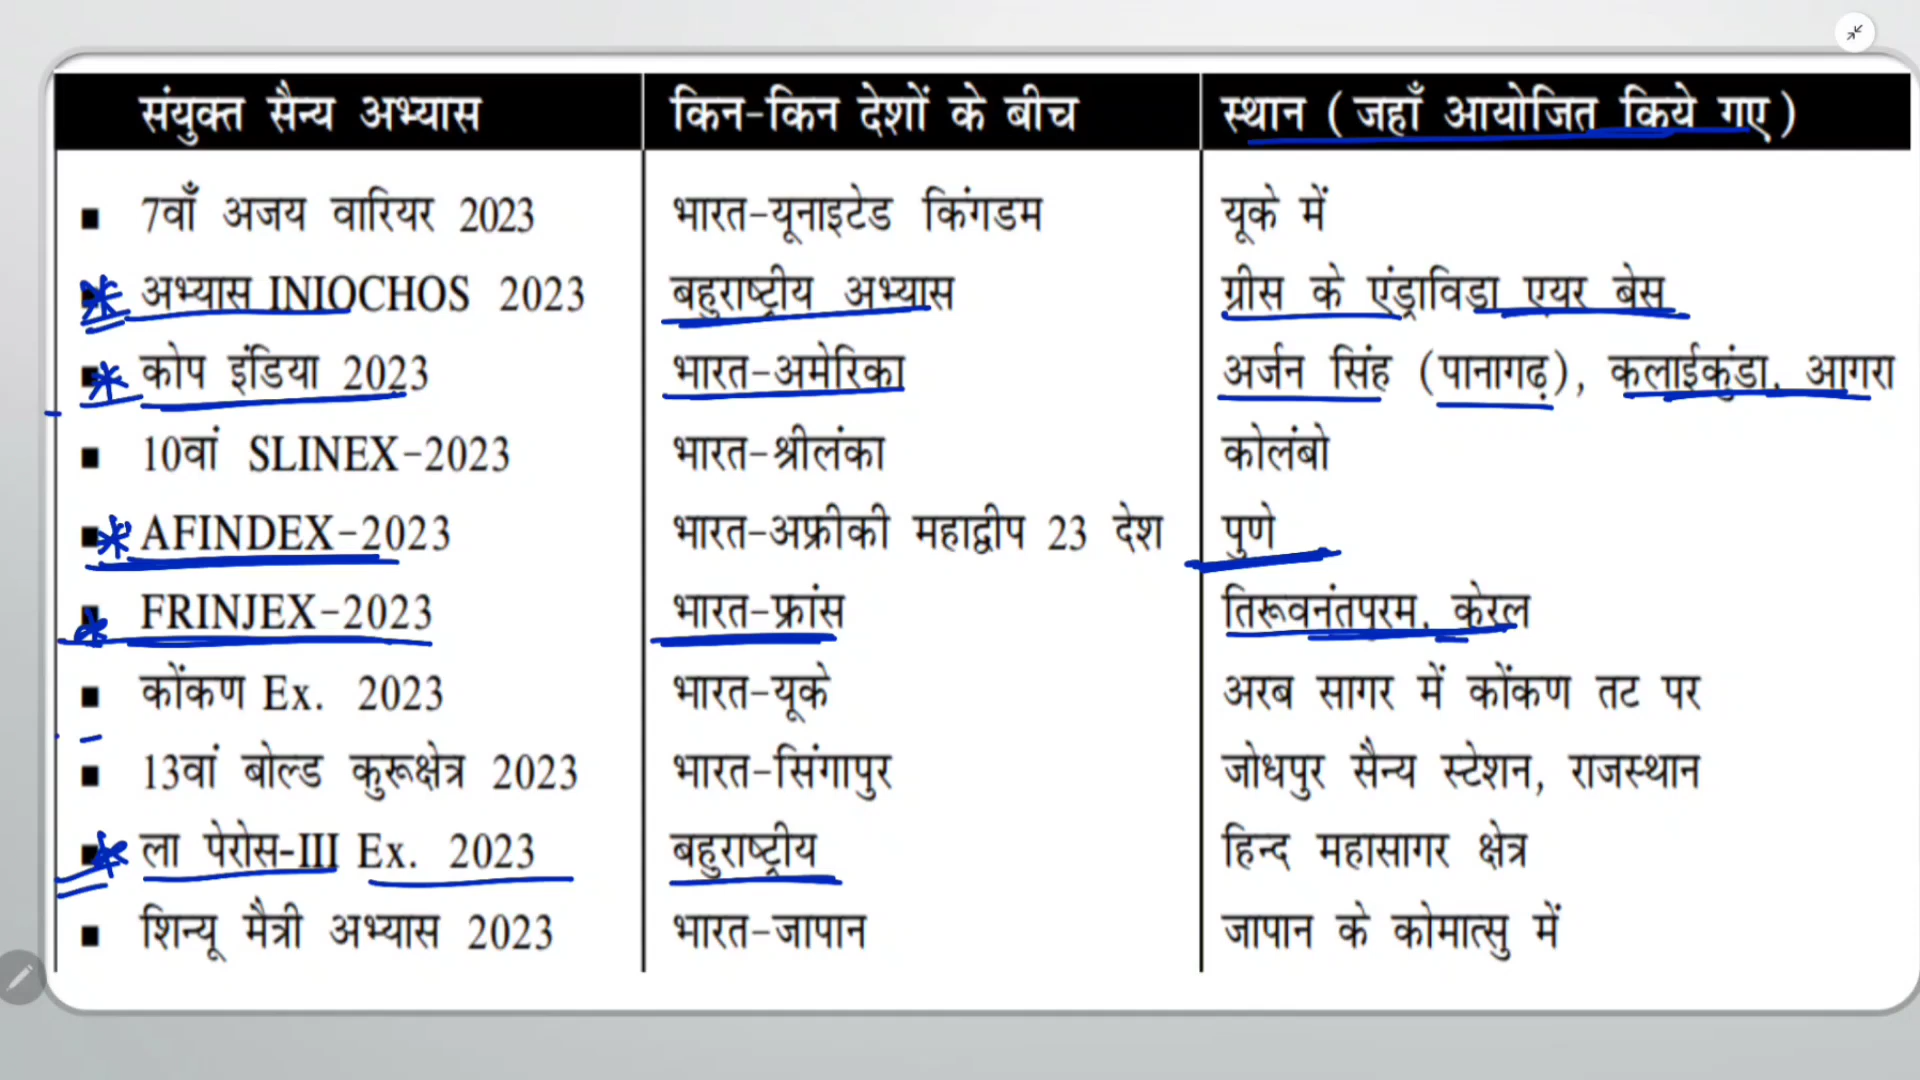 संयुक्त सैन्य अभ्यास किन-किन देशों के बीच स्थान (जहाँ आयोजित किये गए)
■ 7वाँ अजय वारियर 2023 भारत-यूनाइटेड किंगडम यूके में
■ अभ्यास INIOCHOS 2023 बहुराष्ट्रीय अभ्यास ग्रीस के एंड्राविडा एयर बेस
■ कोप इंडिया 2023 भारत-अमेरिका अर्जन सिंह (पानागढ़), कलाईकुंडा, आगरा
■ 10वां SLINEX-2023 भारत-श्रीलंका कोलंबो
■ AFINDEX-2023 भारत-अफ्रीकी महाद्वीप 23 देश पुणे
■ FRINJEX-2023 भारत-फ्रांस तिरूवनंतपुरम, केरल
■ कोंकण Ex. 2023 भारत-यूके अरब सागर में कोंकण तट पर
■ 13वां बोल्ड कुरूक्षेत्र 2023 भारत-सिंगापुर जोधपुर सैन्य स्टेशन, राजस्थान
■ ला पेरोस-III Ex. 2023 बहुराष्ट्रीय हिन्द महासागर क्षेत्र
■ शिन्यू मैत्री अभ्यास 2023 भारत-जापान जापान के कोमात्सु में